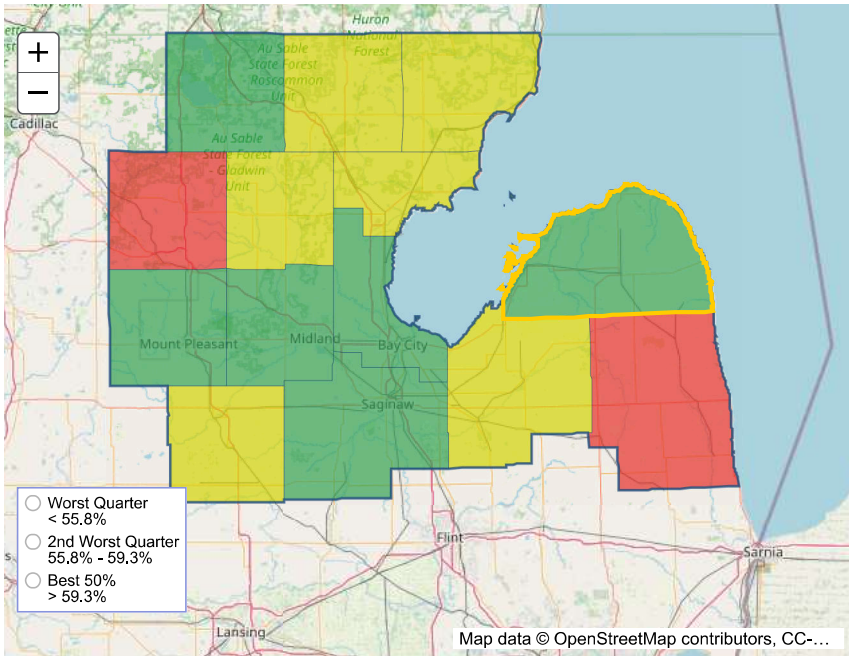 Huron
National
Forest
+
−
Au Sable
State Forest
- Roscommon
Unit
Cadillac
Au Sable
State Forest
- Gladwin
Unit
Mount Pleasant
Midland
Bay City
Saginaw
Worst Quarter
< 55.8%
2nd Worst Quarter
55.8% - 59.3%
Best 50%
> 59.3%
Flint
Sarnia
Lansing
Map data © OpenStreetMap contributors, CC-...